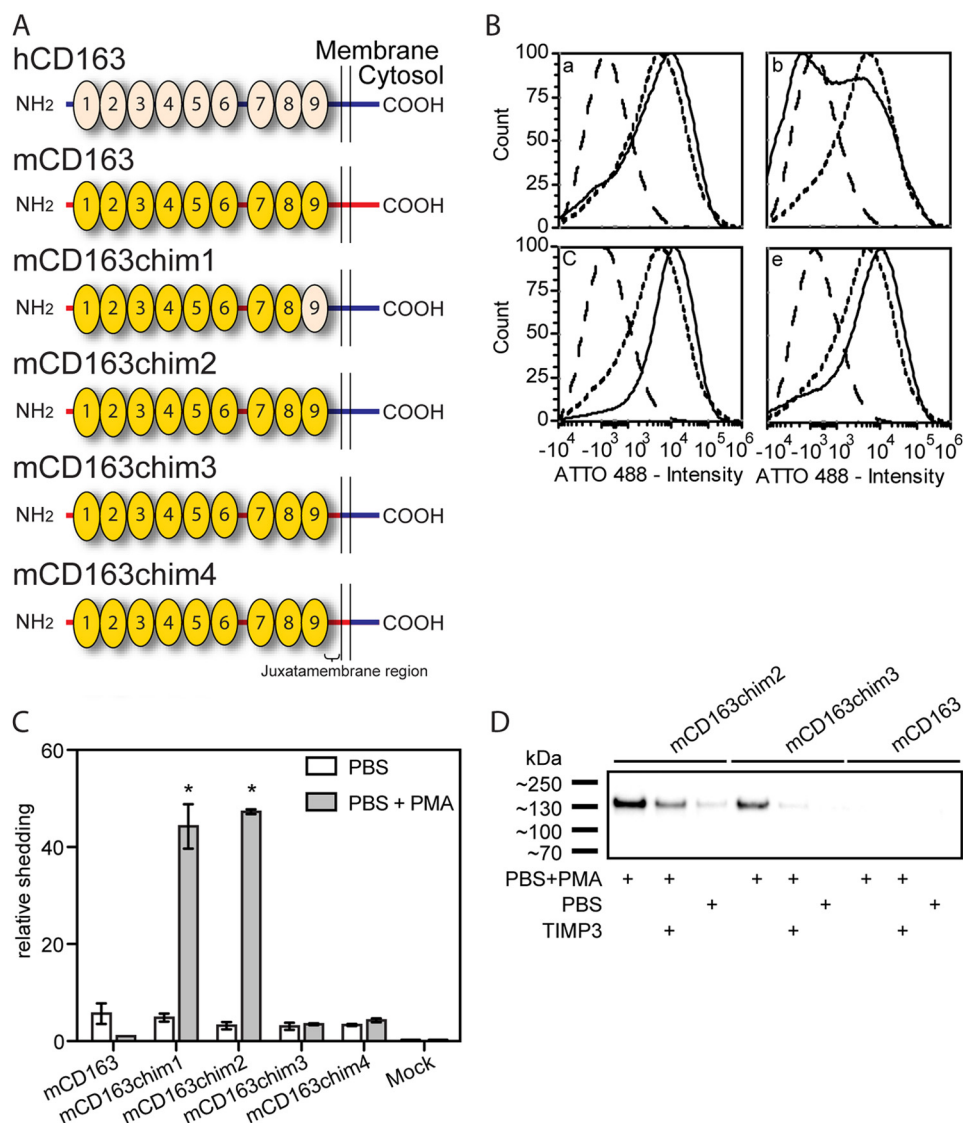 A
hCD163
Membrane
Cytosol
NH2 1 2 3 4 5 6 7 8 9 COOH
mCD163
NH2 1 2 3 4 5 6 7 8 9 COOH
mCD163chim1
NH2 1 2 3 4 5 6 7 8 9 COOH
mCD163chim2
NH2 1 2 3 4 5 6 7 8 9 COOH
mCD163chim3
NH2 1 2 3 4 5 6 7 8 9 COOH
mCD163chim4
NH2 1 2 3 4 5 6 7 8 9 COOH
Juxatamembrane region
B
a
b
100
75
50
25
0
Count
C
e
100
75
50
25
0
Count
-10^4 -10^3 10^3 10^4 10^5 10^6
-10^4 -10^3 10^3 10^4 10^5 10^6
ATTO 488 - Intensity
ATTO 488 - Intensity
C
60
40
20
0
relative shedding
PBS
PBS + PMA
* *
mCD163
mCD163chim1
mCD163chim2
mCD163chim3
mCD163chim4
Mock
D
mCD163chim2
mCD163chim3
mCD163
kDa
~250
~130
~100
~70
PBS+PMA + + + + + +
PBS + + +
TIMP3 + + +